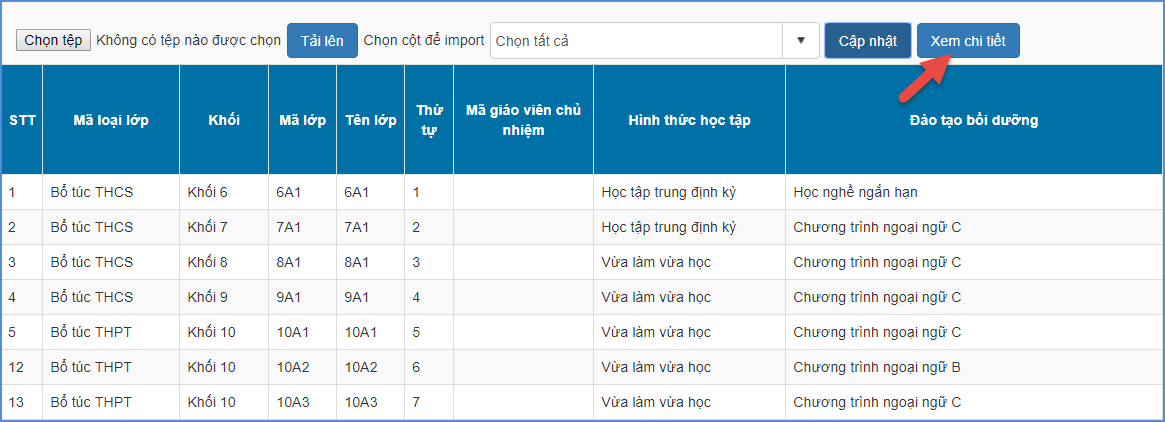 Chọn tệp Không có tệp nào được chọn Tải lên Chọn cột để import Chọn tất cả Cập nhật Xem chi tiết
STT Mã loại lớp Khối Mã lớp Tên lớp Thứ tự Mã giáo viên chủ nhiệm Hình thức học tập Đào tạo bồi dưỡng
1 Bổ túc THCS Khối 6 6A1 6A1 1 Học tập trung định kỳ Học nghề ngắn hạn
2 Bổ túc THCS Khối 7 7A1 7A1 2 Học tập trung định kỳ Chương trình ngoại ngữ C
3 Bổ túc THCS Khối 8 8A1 8A1 3 Vừa làm vừa học Chương trình ngoại ngữ C
4 Bổ túc THCS Khối 9 9A1 9A1 4 Vừa làm vừa học Chương trình ngoại ngữ C
5 Bổ túc THPT Khối 10 10A1 10A1 5 Vừa làm vừa học Chương trình ngoại ngữ C
12 Bổ túc THPT Khối 10 10A2 10A2 6 Vừa làm vừa học Chương trình ngoại ngữ B
13 Bổ túc THPT Khối 10 10A3 10A3 7 Vừa làm vừa học Chương trình ngoại ngữ C